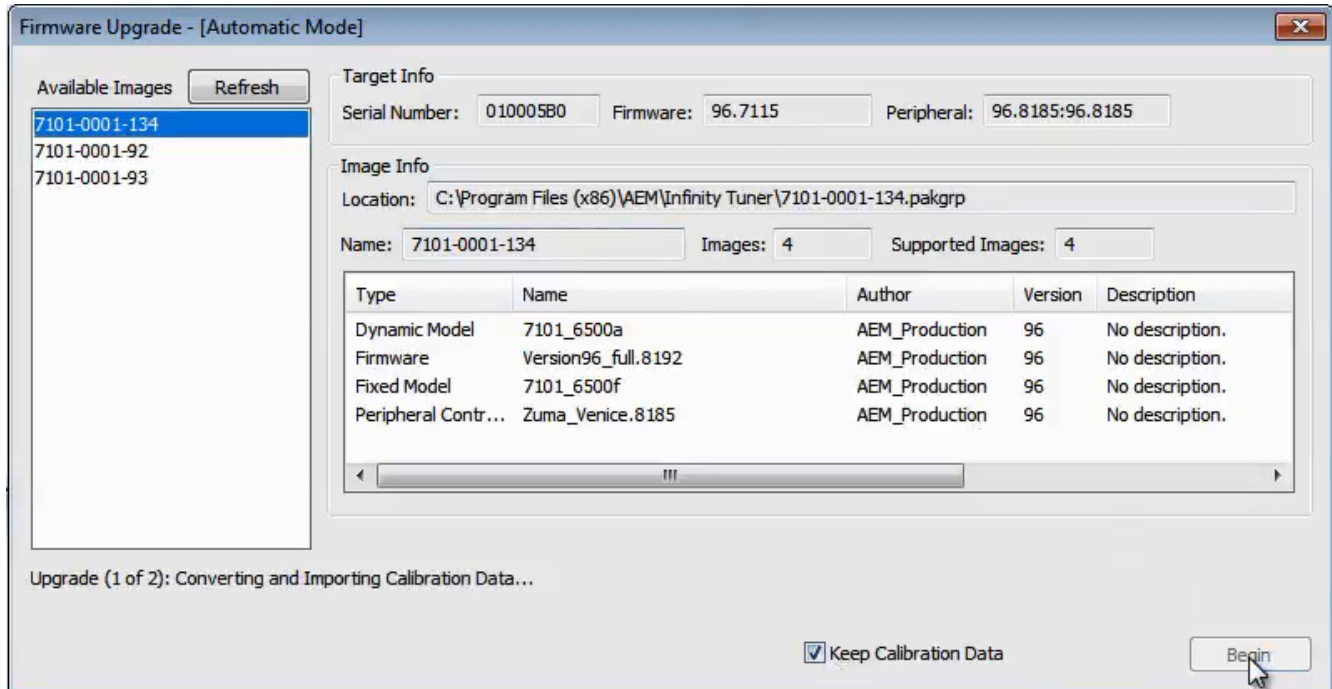 Firmware Upgrade - [Automatic Mode]
Available Images Refresh
7101-0001-134
7101-0001-92
7101-0001-93
Target Info
Serial Number: 010005B0 Firmware: 96.7115 Peripheral: 96.8185:96.8185
Image Info
Location: C:\Program Files (x86)\AEM\Infinity Tuner\7101-0001-134.pakgrp
Name: 7101-0001-134 Images: 4 Supported Images: 4
Type Name Author Version Description
Dynamic Model 7101_6500a AEM_Production 96 No description.
Firmware Version96_full.8192 AEM_Production 96 No description.
Fixed Model 7101_6500f AEM_Production 96 No description.
Peripheral Contr... Zuma_Venice.8185 AEM_Production 96 No description.
Upgrade (1 of 2): Converting and Importing Calibration Data...
Keep Calibration Data Begin